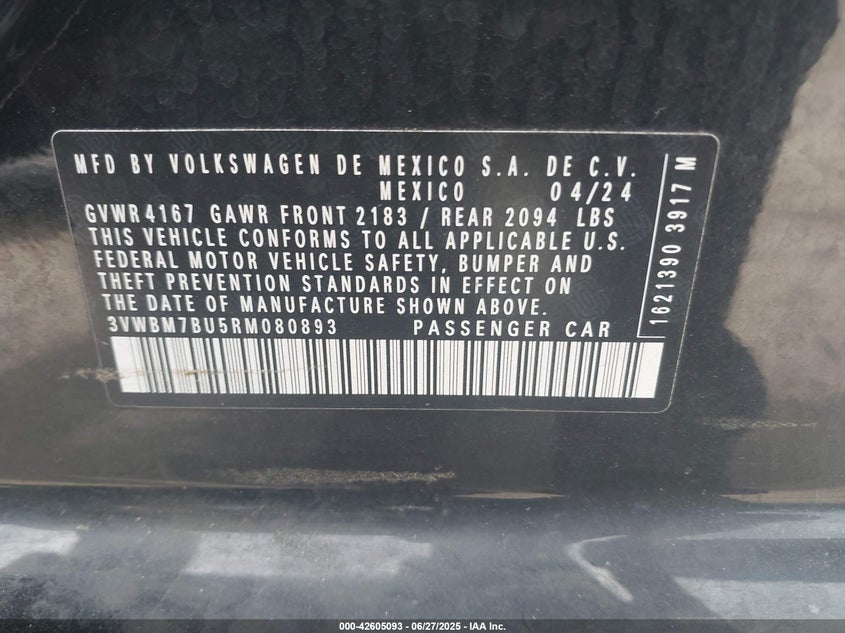 MFD BY VOLKSWAGEN DE MEXICO S.A. DE C.V.
MEXICO 04/24
GVWR 4167 GAWR FRONT 2183 / REAR 2094 LBS
THIS VEHICLE CONFORMS TO ALL APPLICABLE U.S.
FEDERAL MOTOR VEHICLE SAFETY, BUMPER AND
THEFT PREVENTION STANDARDS IN EFFECT ON
THE DATE OF MANUFACTURE SHOWN ABOVE.
3VWBM7BU5RM080893 PASSENGER CAR
1621390 3917 M
000-42605093 - 06/27/2025 - IAA Inc.